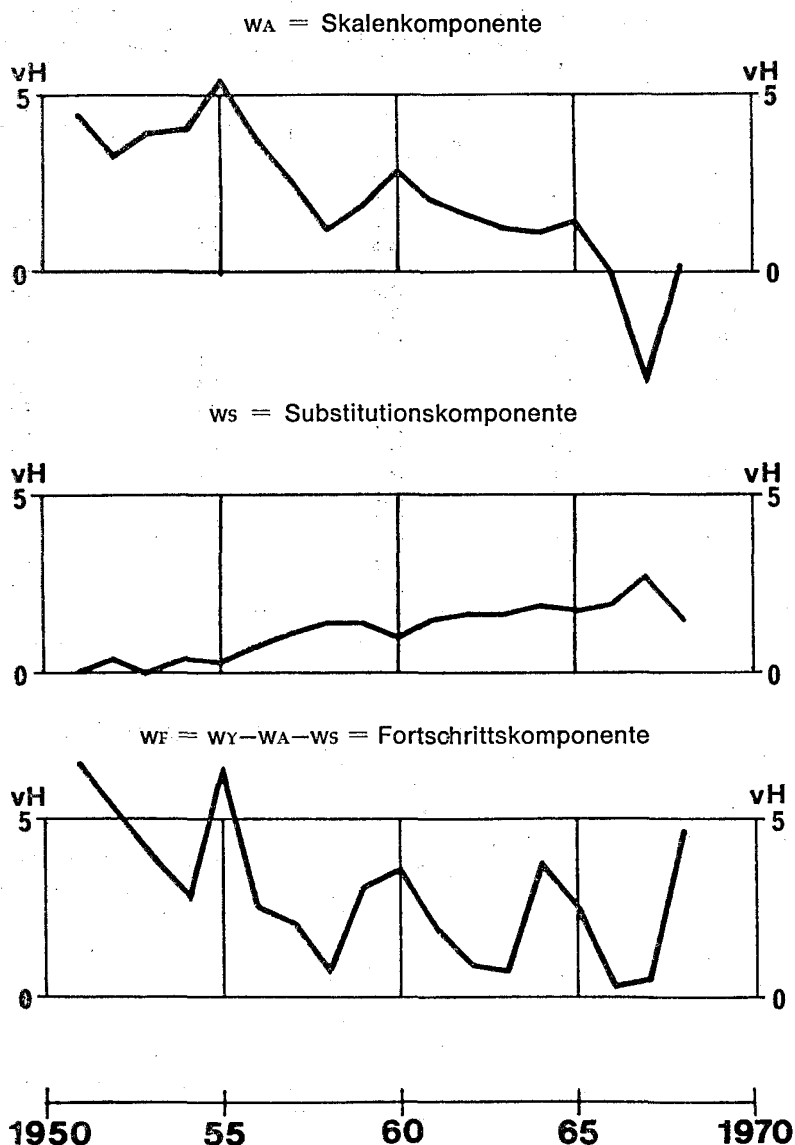 WA = Skalenkomponente
vH vH
5 5
0 0
WS = Substitutionskomponente
vH vH
5 5
0 0
WF = WY–WA–WS = Fortschrittskomponente
vH vH
5 5
0 0
1950 55 60 65 1970